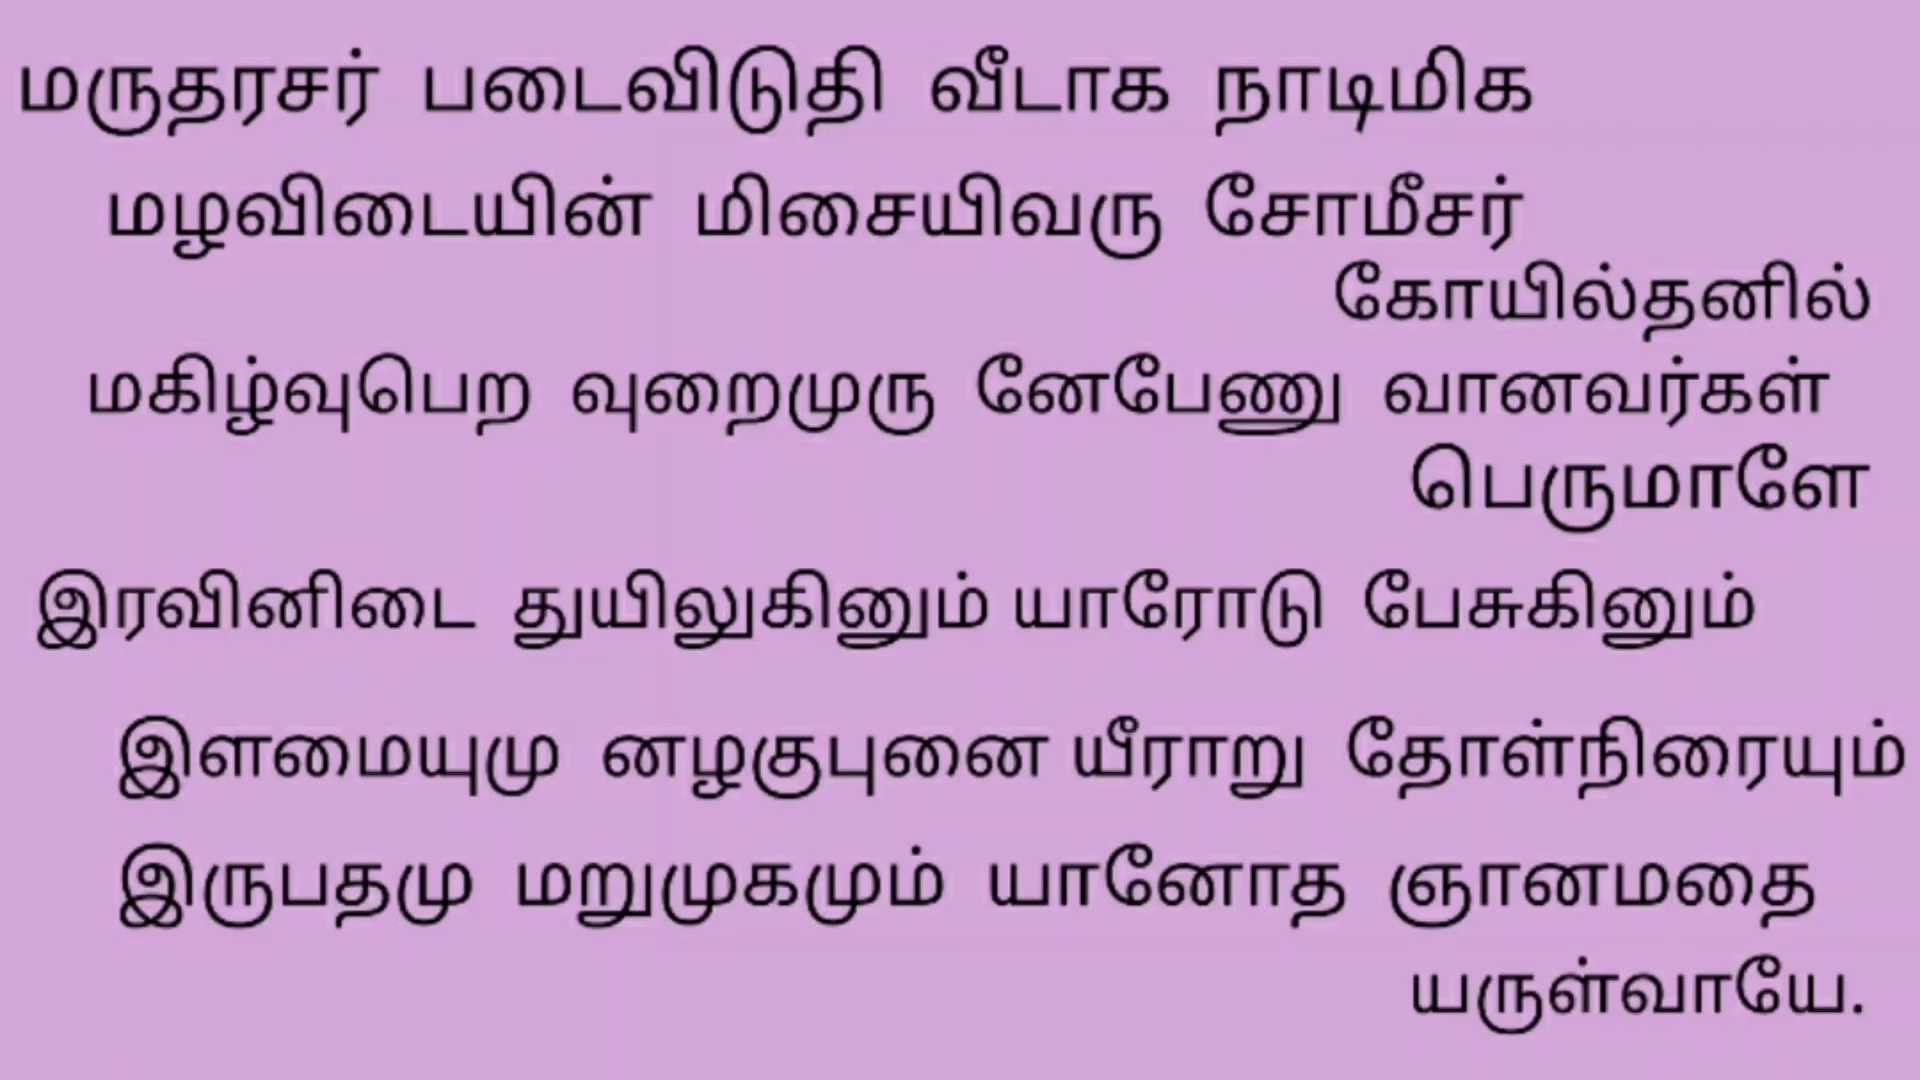 மருதரசர் படைவிடுதி வீடாக நாடிமிக
மழவிடையின் மிசையிவரு சோமீசர்
கோயில்தனில்
மகிழ்வுபெற வுறைமுரு னேபேணு வானவர்கள்
பெருமாளே
இரவினிடை துயிலுகினும் யாரோடு பேசுகினும்
இளமையுமு னழகுபுனை யீராறு தோள்நிரையும்
இருபதமு மறுமுகமும் யானோத ஞானமதை
யருள்வாயே.